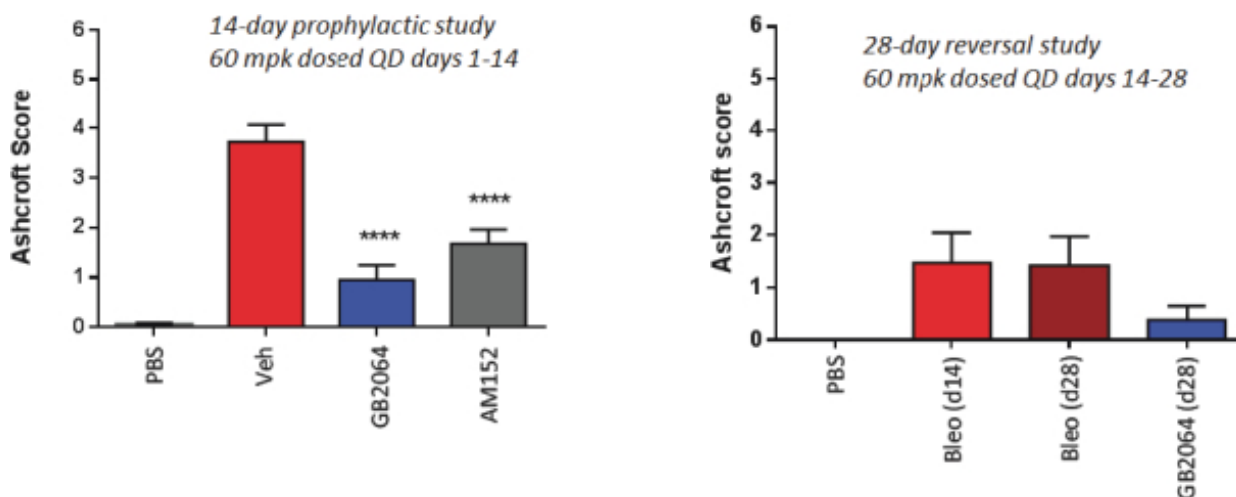 14-day prophylactic study
60 mpk dosed QD days 1-14
Ashcroft Score
6
5
4
3
2
1
0
****
****
PBS
Veh
GB2064
AM152
28-day reversal study
60 mpk dosed QD days 14-28
Ashcroft score
6
5
4
3
2
1
0
PBS
Bleo (d14)
Bleo (d28)
GB2064 (d28)